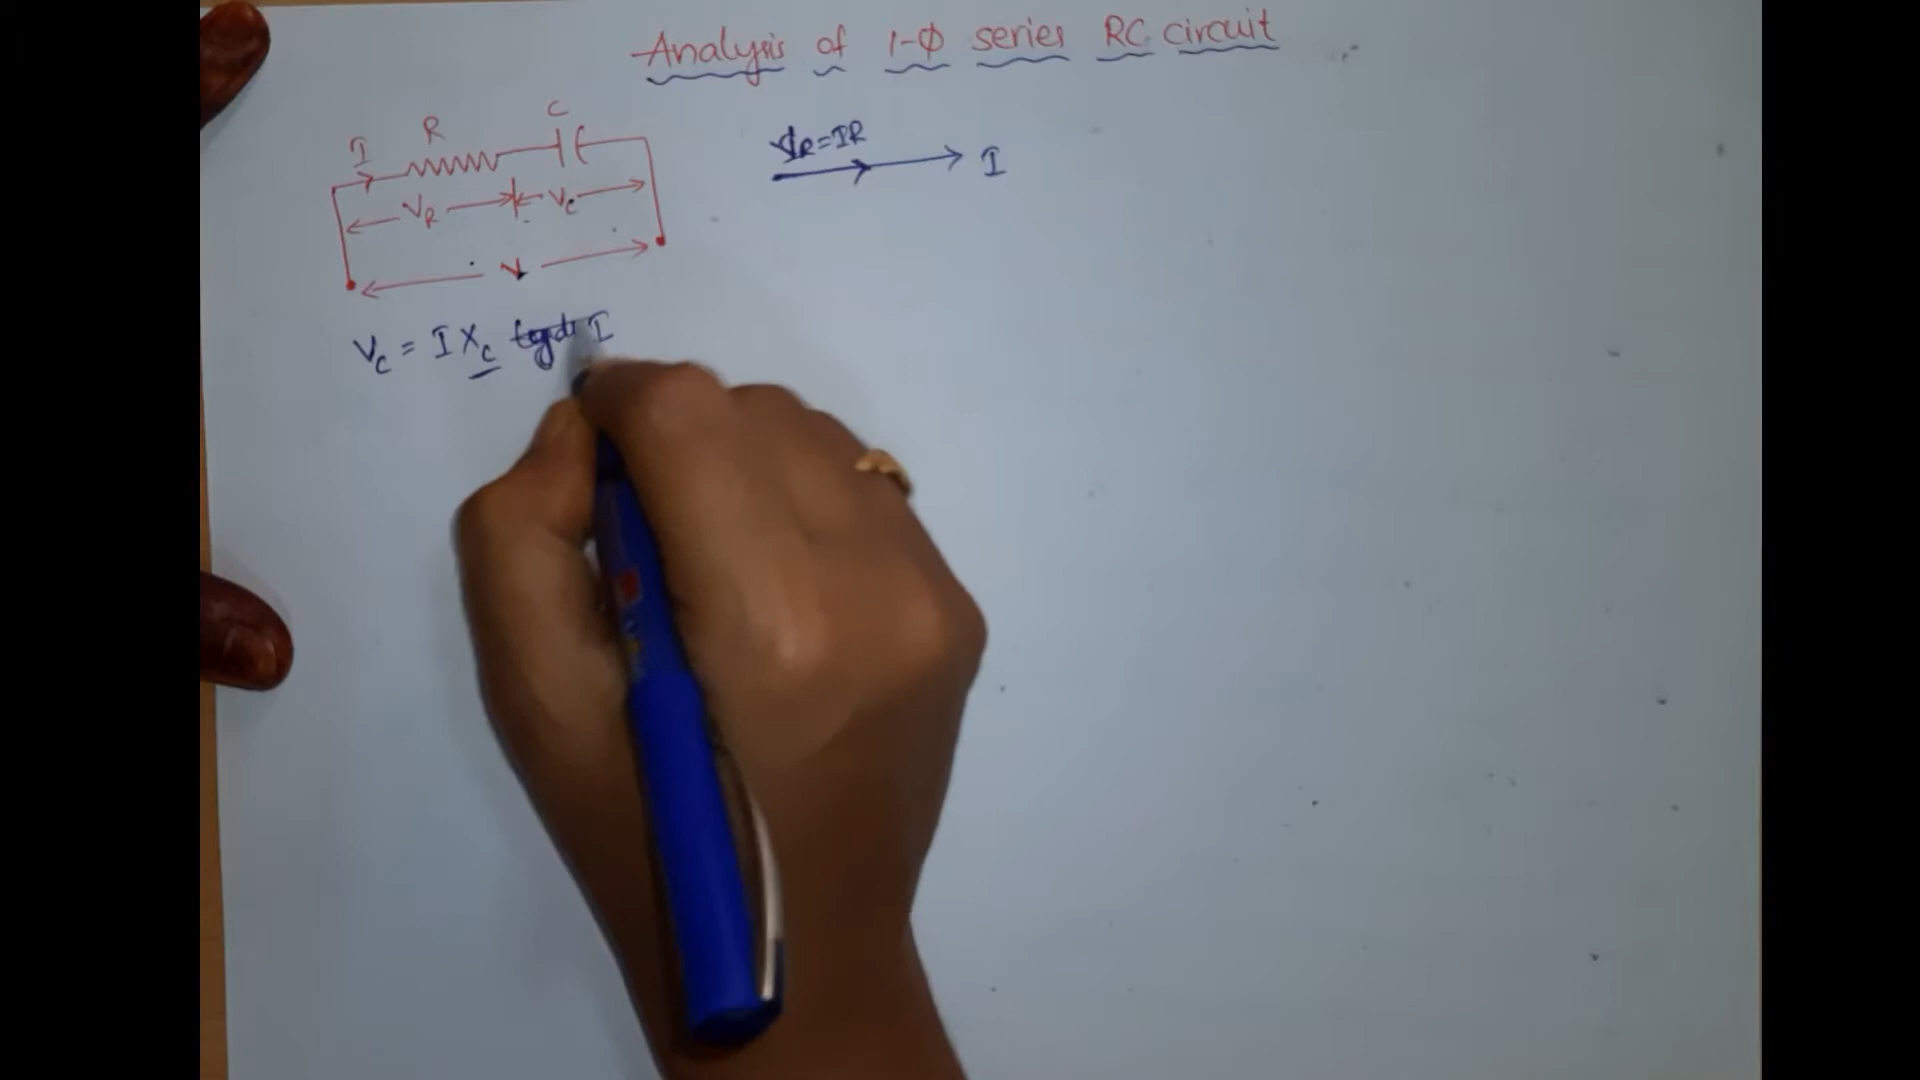 Analysis of 1-Φ series RC circuit
I R C
VR VC
V
VR=IR
I
VC = I XC I